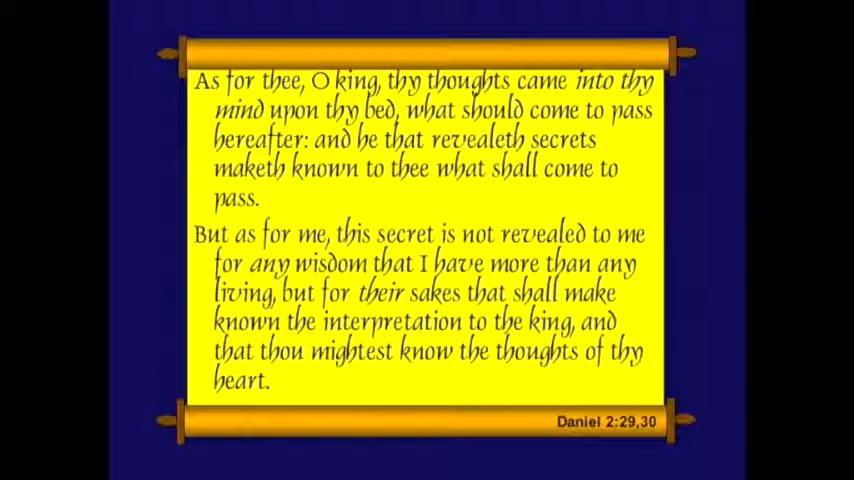 As for thee, O king, thy thoughts came into thy
mind upon thy bed, what should come to pass
hereafter: and he that revealeth secrets
maketh known to thee what shall come to
pass.
But as for me, this secret is not revealed to me
for any wisdom that I have more than any
living, but for their sakes that shall make
known the interpretation to the king, and
that thou mightest know the thoughts of thy
heart.
Daniel 2:29,30